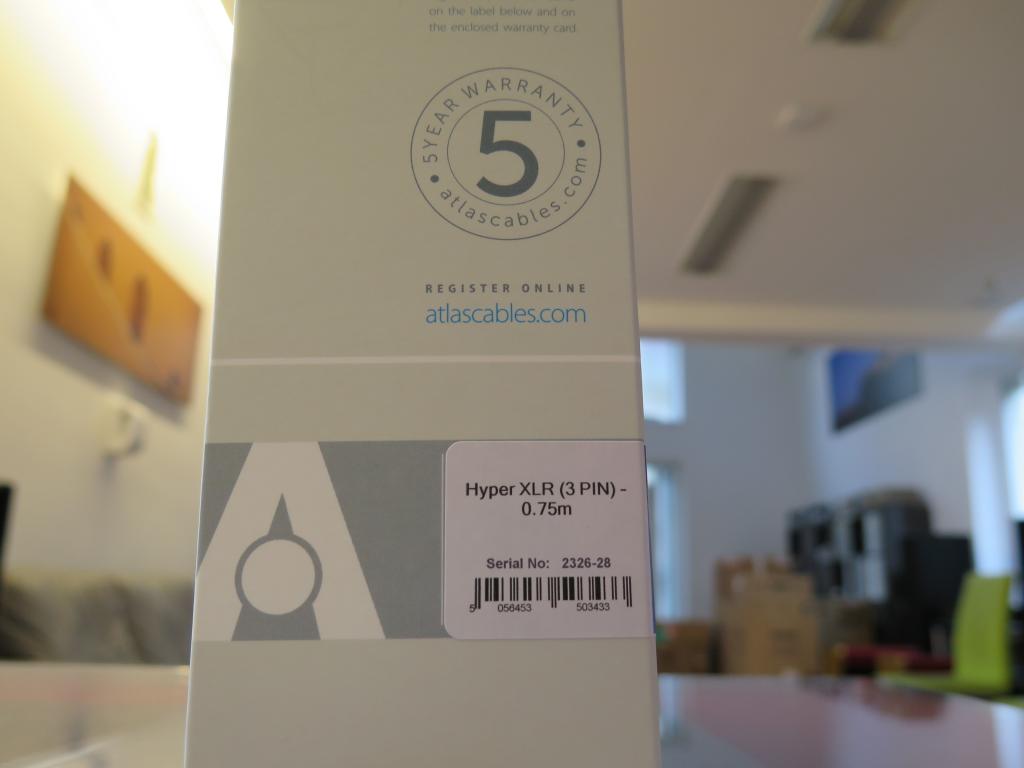 on the label below and on
the enclosed warranty card.
5 YEAR WARRANTY
5
atlascables.com
REGISTER ONLINE
atlascables.com
Hyper XLR (3 PIN) -
0.75m
Serial No: 2326-28
5 056453 503433